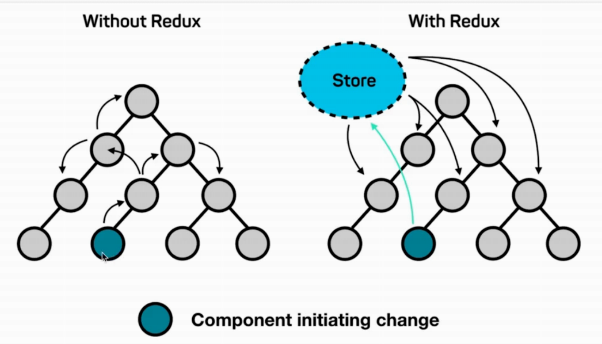 Without Redux
With Redux
Store
Component initiating change